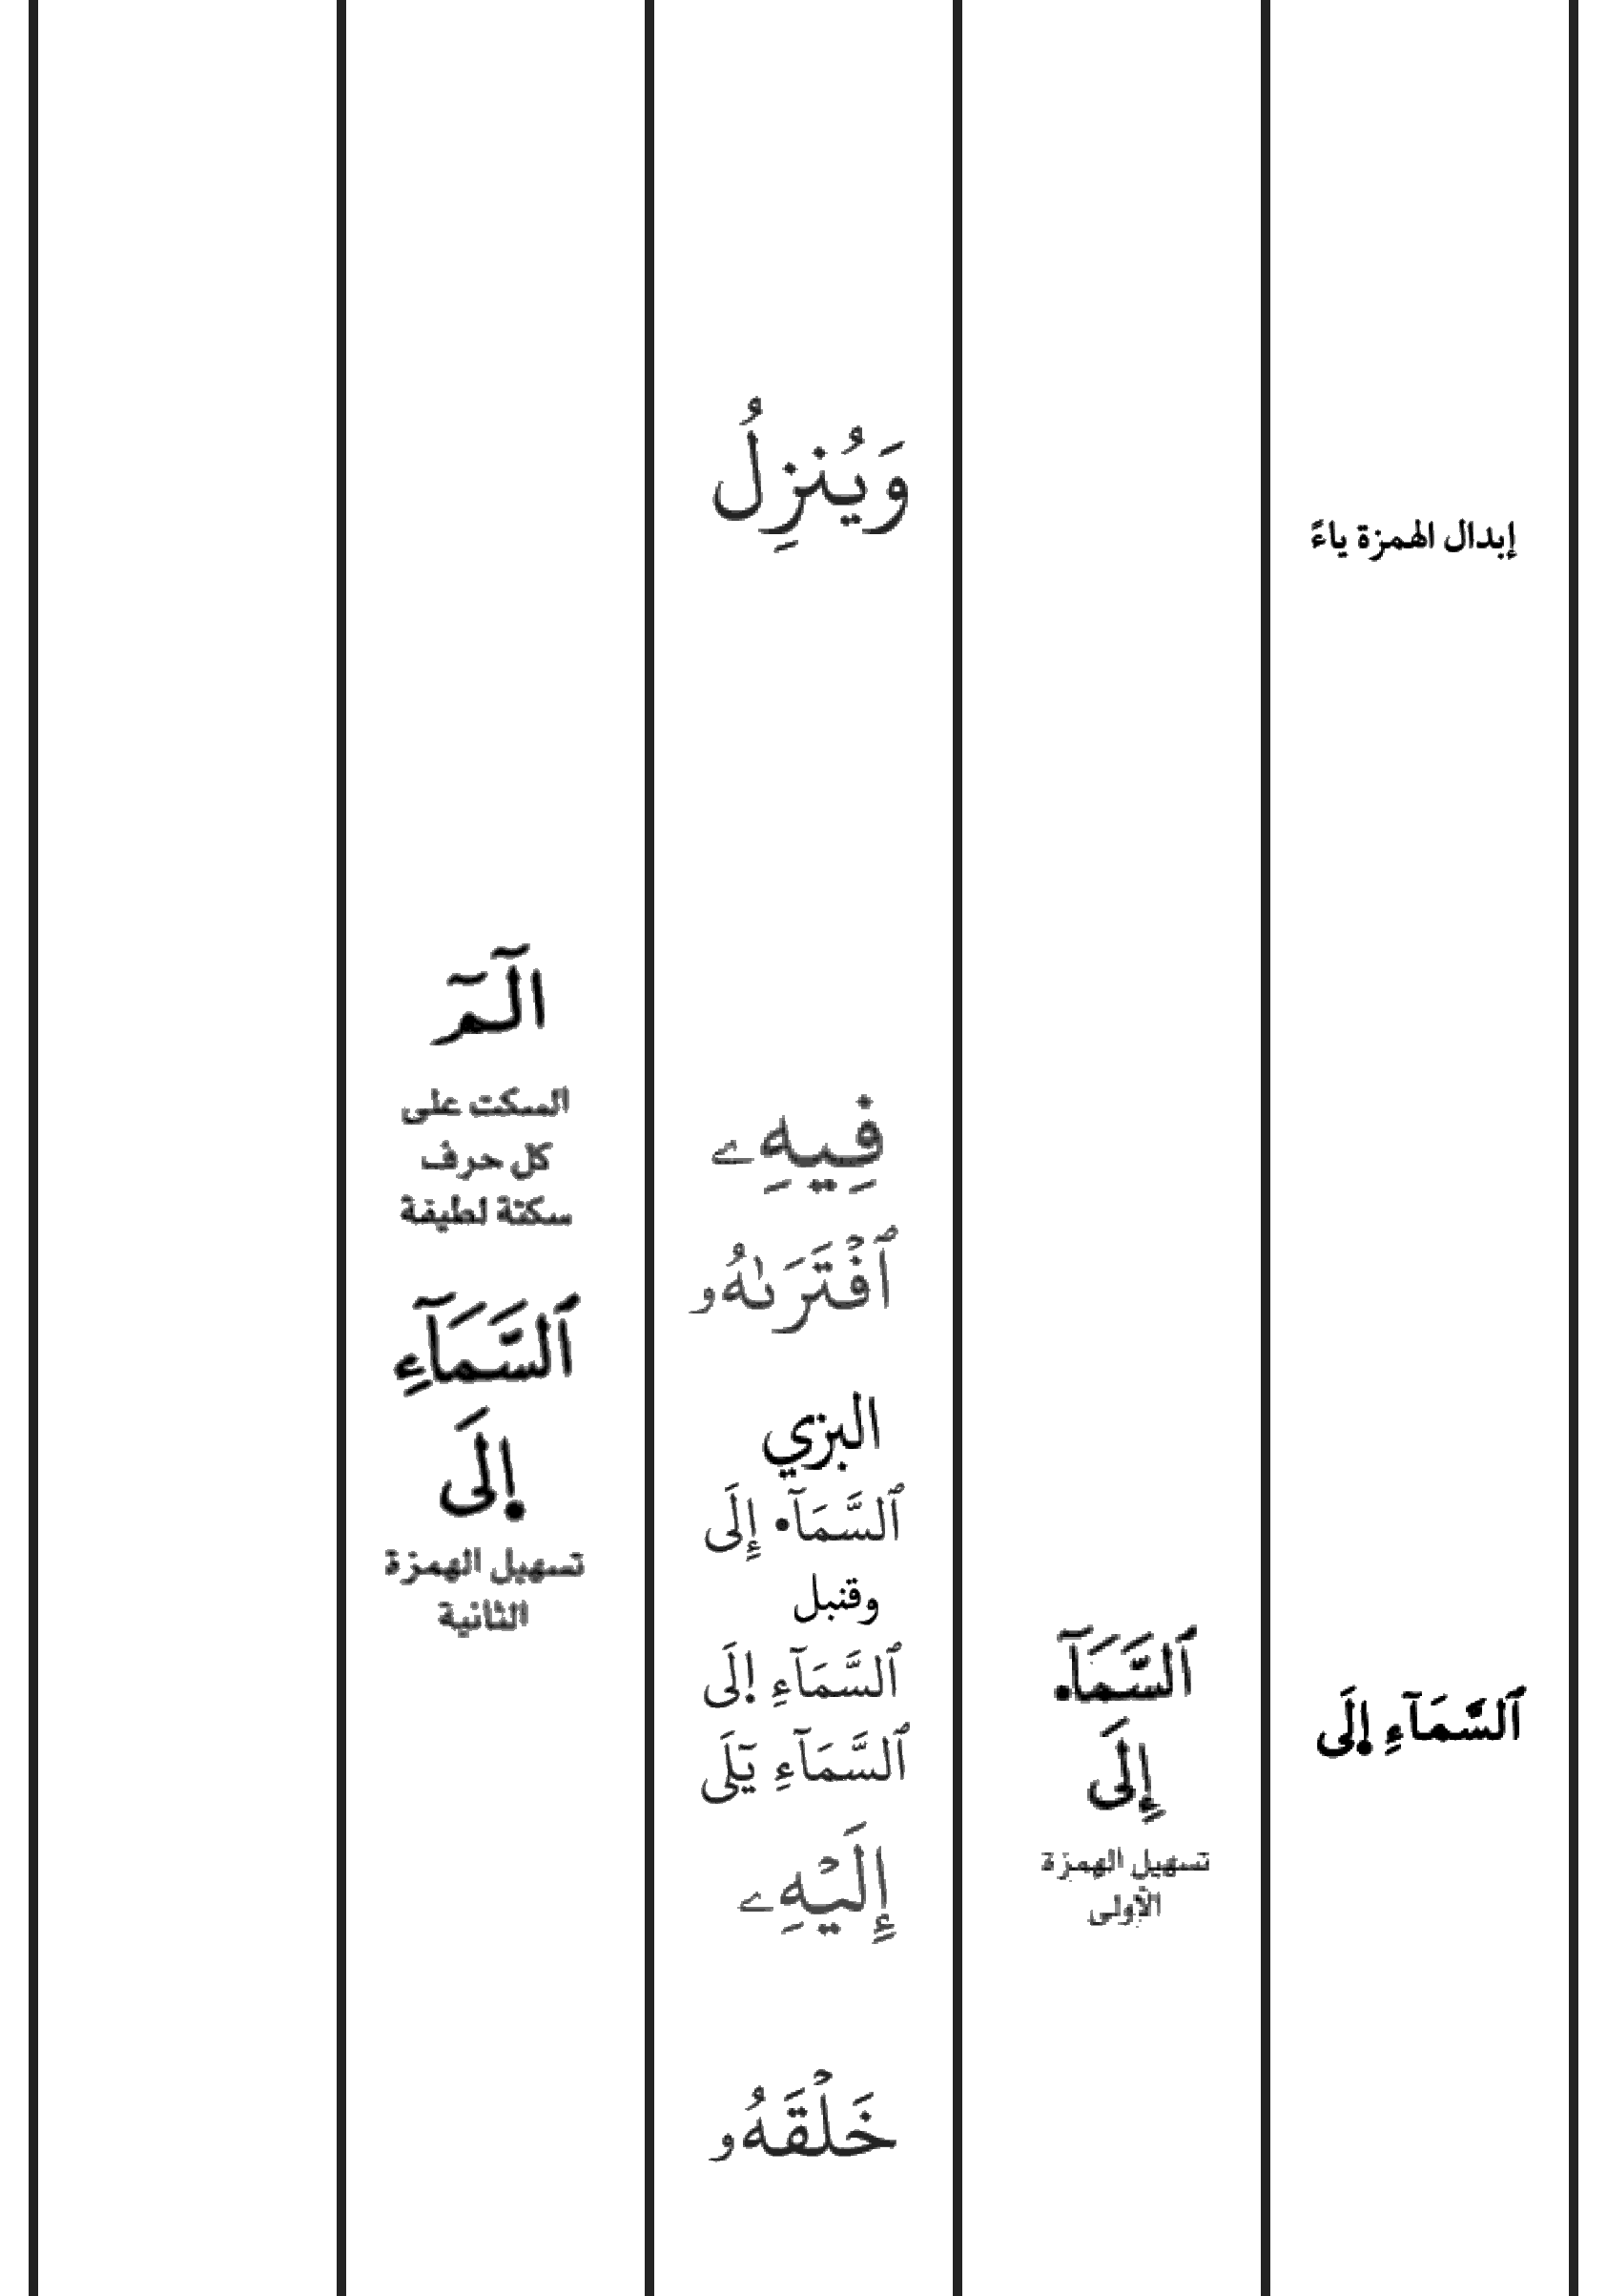 إبدال الهمزة ياءً
ٱلسَّمَآءِ ا۪لَى
ٱلسَّمَآ•
إِلَى
تسهيل الهمزة
الأولى
وَيُنزِلُ
فِيهِۦ
ٱفْتَرَىٰهُۥ
البزي
ٱلسَّمَآ• إِلَى
وقنبل
ٱلسَّمَآءِ ا۪لَى
ٱلسَّمَآءِ يٓلَى
إِلَيْهِۦ
خَلْقَهُۥ
الٓمٓ
السكت على
كل حرف
سكتة لطيفة
ٱلسَّمَآءِ
ا۪لَى
تسهيل الهمزة
الثانية